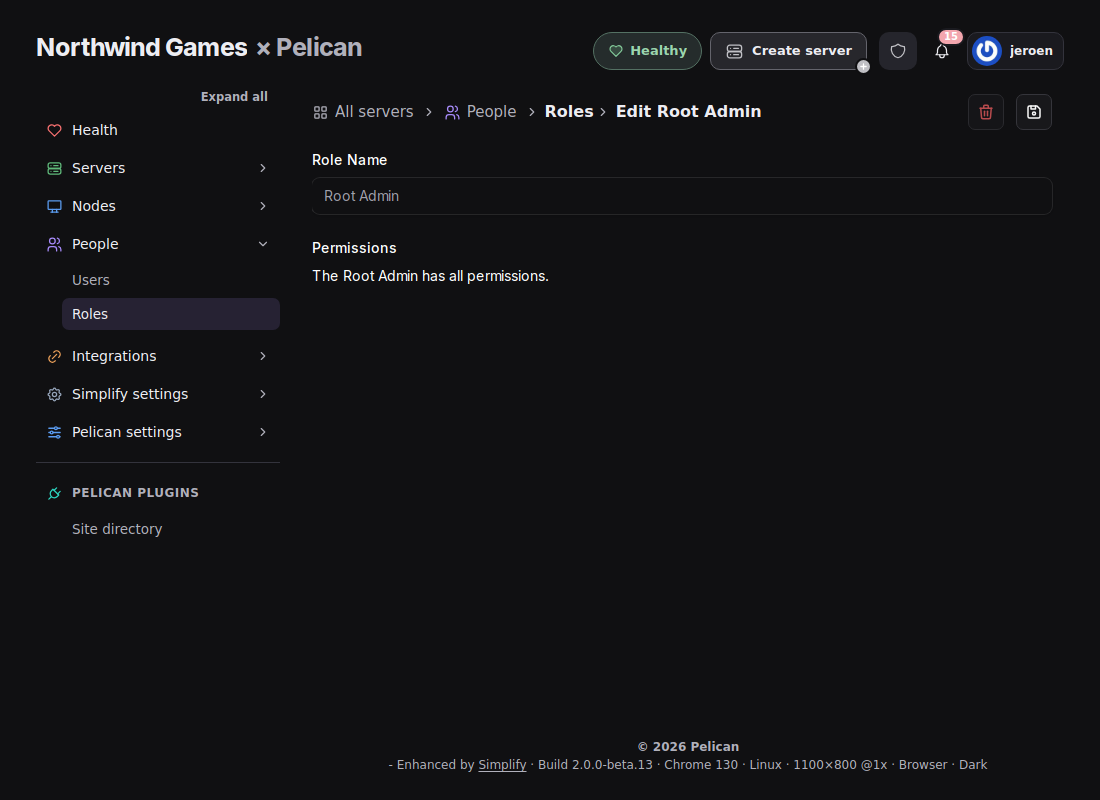 Northwind Games × Pelican
Healthy
Create server
15
jeroen
Expand all
Health
Servers
Nodes
People
Users
Roles
Integrations
Simplify settings
Pelican settings
PELICAN PLUGINS
Site directory
All servers › People › Roles › Edit Root Admin
Role Name
Root Admin
Permissions
The Root Admin has all permissions.
© 2026 Pelican
- Enhanced by Simplify · Build 2.0.0-beta.13 · Chrome 130 · Linux · 1100×800 @1x · Browser · Dark